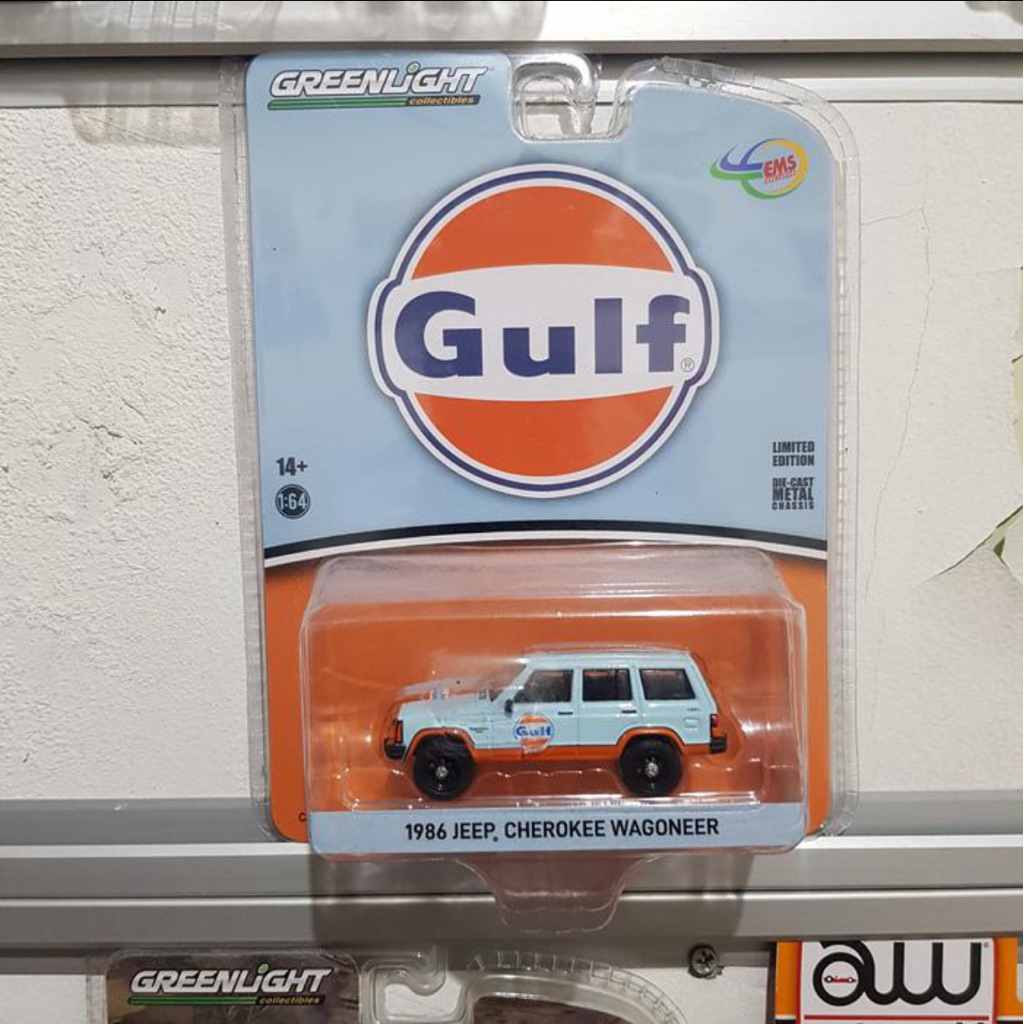 GREENLiGHT
collectibles
EMS
Gulf®
14+
1:64
LIMITED
EDITION
DIE-CAST
METAL
CHASSIS
Gulf
1986 JEEP® CHEROKEE WAGONEER
GREENLiGHT
collectibles
aw